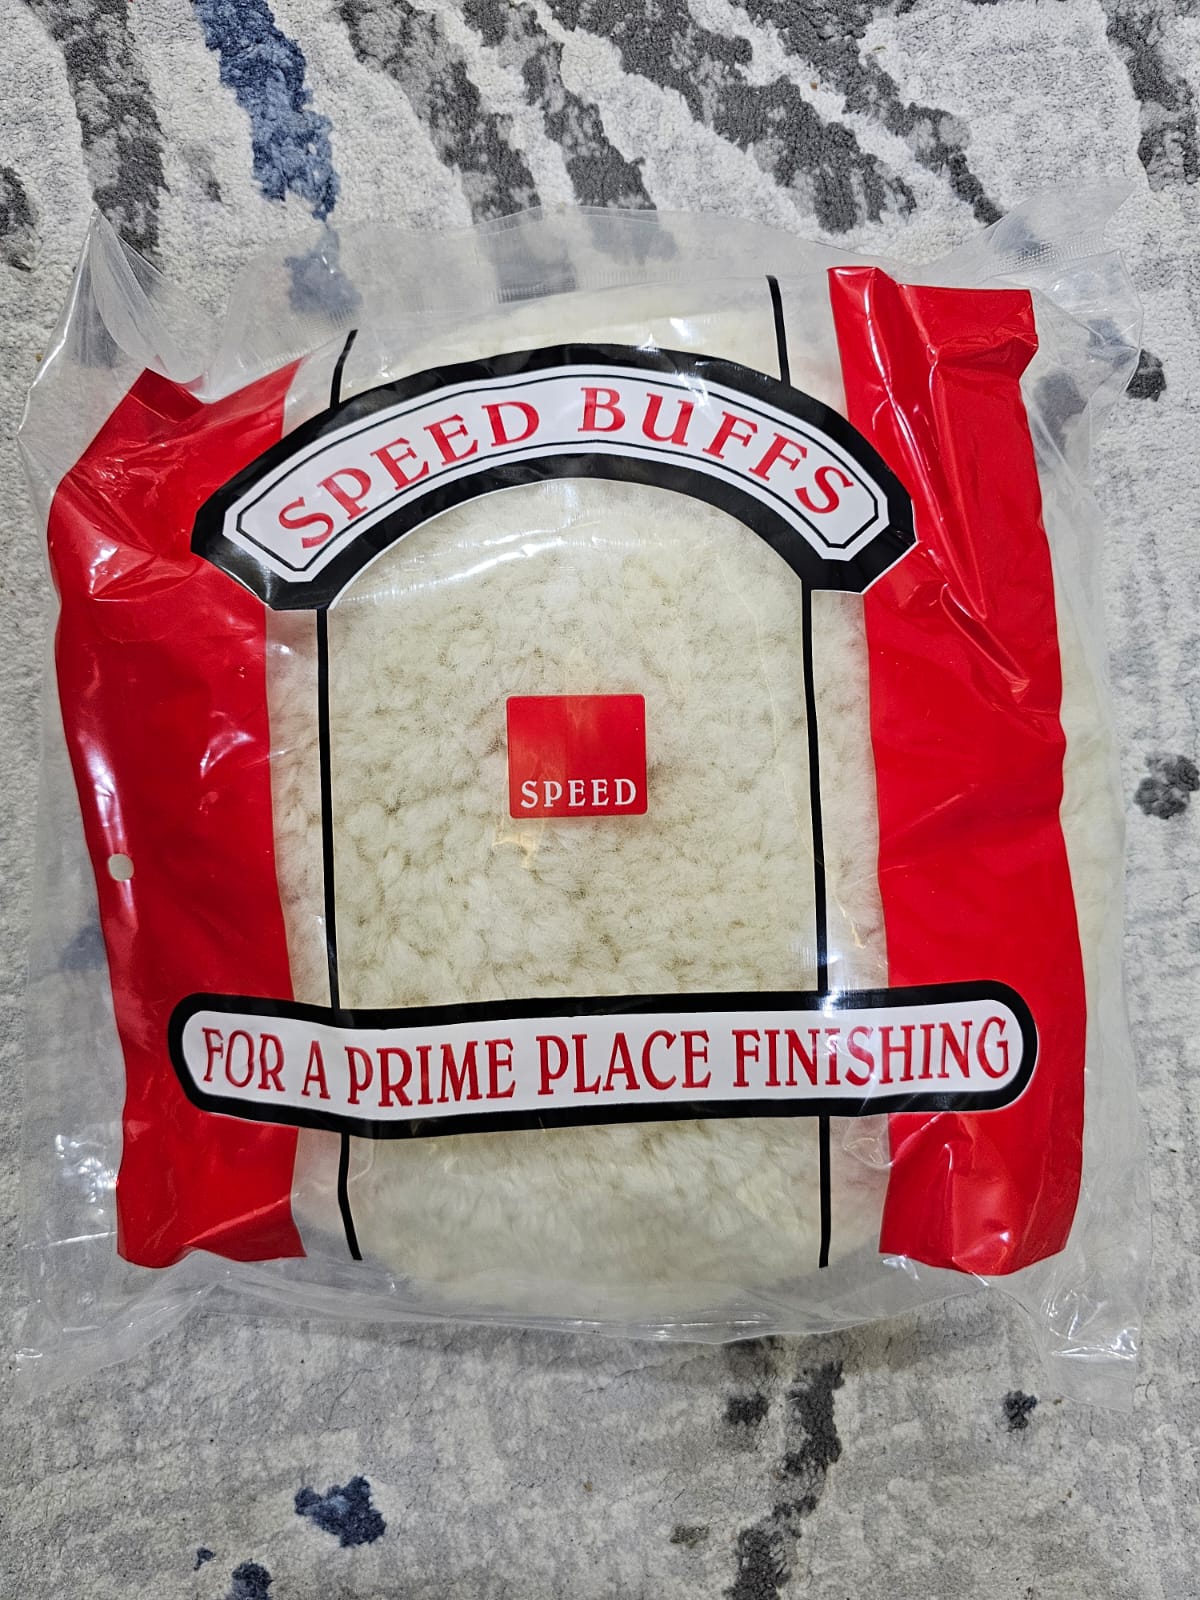 SPEED BUFFS
SPEED
FOR A PRIME PLACE FINISHING